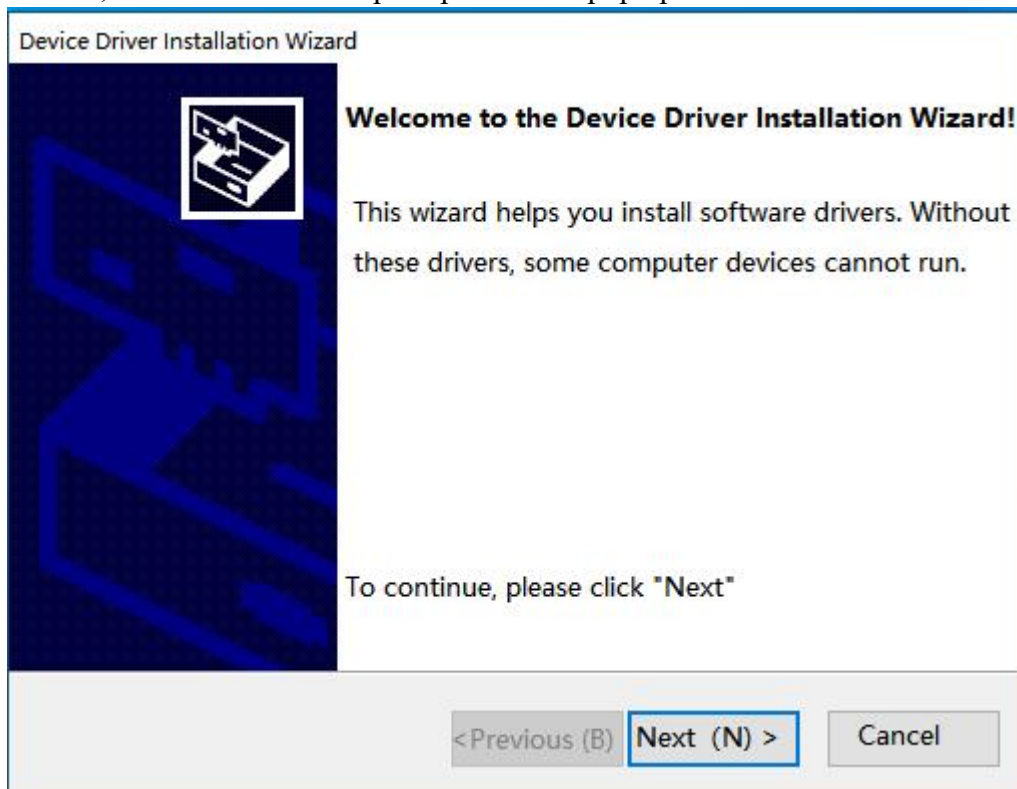 Device Driver Installation Wizard
Welcome to the Device Driver Installation Wizard!
This wizard helps you install software drivers. Without
these drivers, some computer devices cannot run.
To continue, please click "Next"
<Previous (B) Next (N) > Cancel